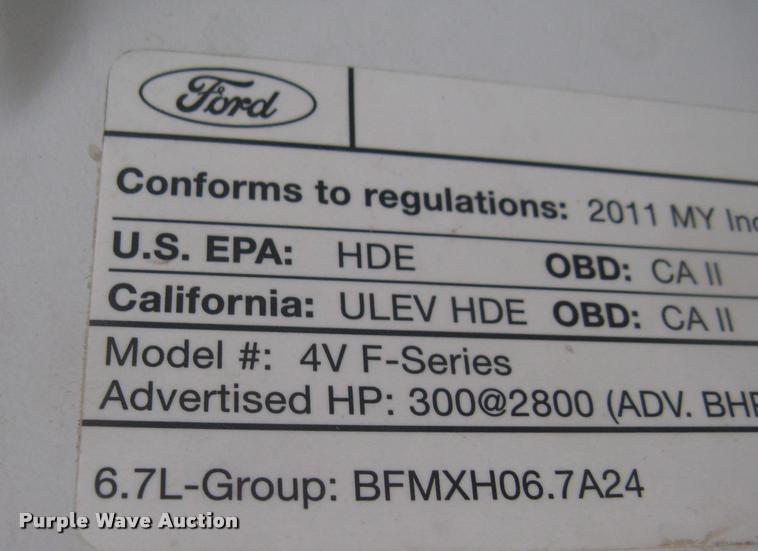 Ford
Conforms to regulations: 2011 MY
U.S. EPA: HDE OBD: CA II
California: ULEV HDE OBD: CA II
Model #: 4V F-Series
Advertised HP: 300@2800 (ADV.
6.7L-Group: BFMXH06.7A24
Purple Wave Auction